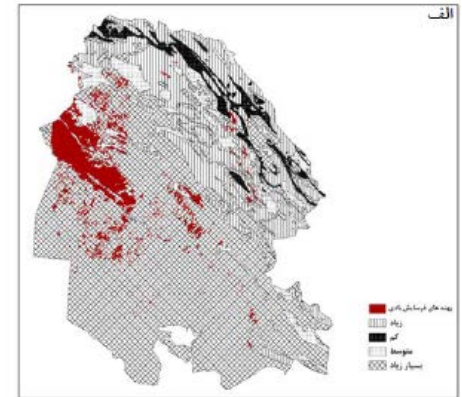 الف
پهنه های فرسایش بادی
زیاد
کم
متوسط
بسیار زیاد